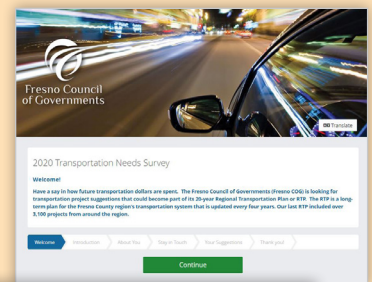 Fresno Council
of Governments
Translate
2020 Transportation Needs Survey
Welcome!
Have a say in how future transportation dollars are spent. The Fresno Council of Governments (Fresno COG) is looking for
transportation project suggestions that could become part of its 20-year Regional Transportation Plan or RTP. The RTP is a long-
term plan for the Fresno County region's transportation system that is updated every four years. Our last RTP included over
3,100 projects from around the region.
Welcome Introduction About You Stay in Touch Your Suggestions Thank you!
Continue